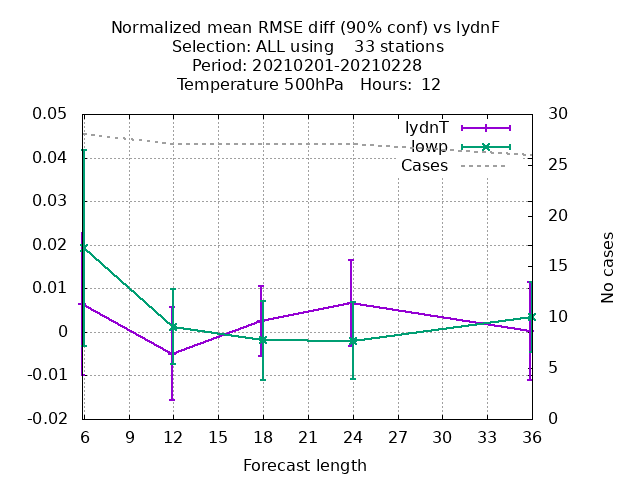 Normalized mean RMSE diff (90% conf) vs lydnF
Selection: ALL using    33 stations
Period: 20210201-20210228
Temperature 500hPa   Hours:  12
lydnT
lowp
Cases
0.05
0.04
0.03
0.02
0.01
0
-0.01
-0.02
30
25
20
15
10
5
0
No cases
6 9 12 15 18 21 24 27 30 33 36
Forecast length